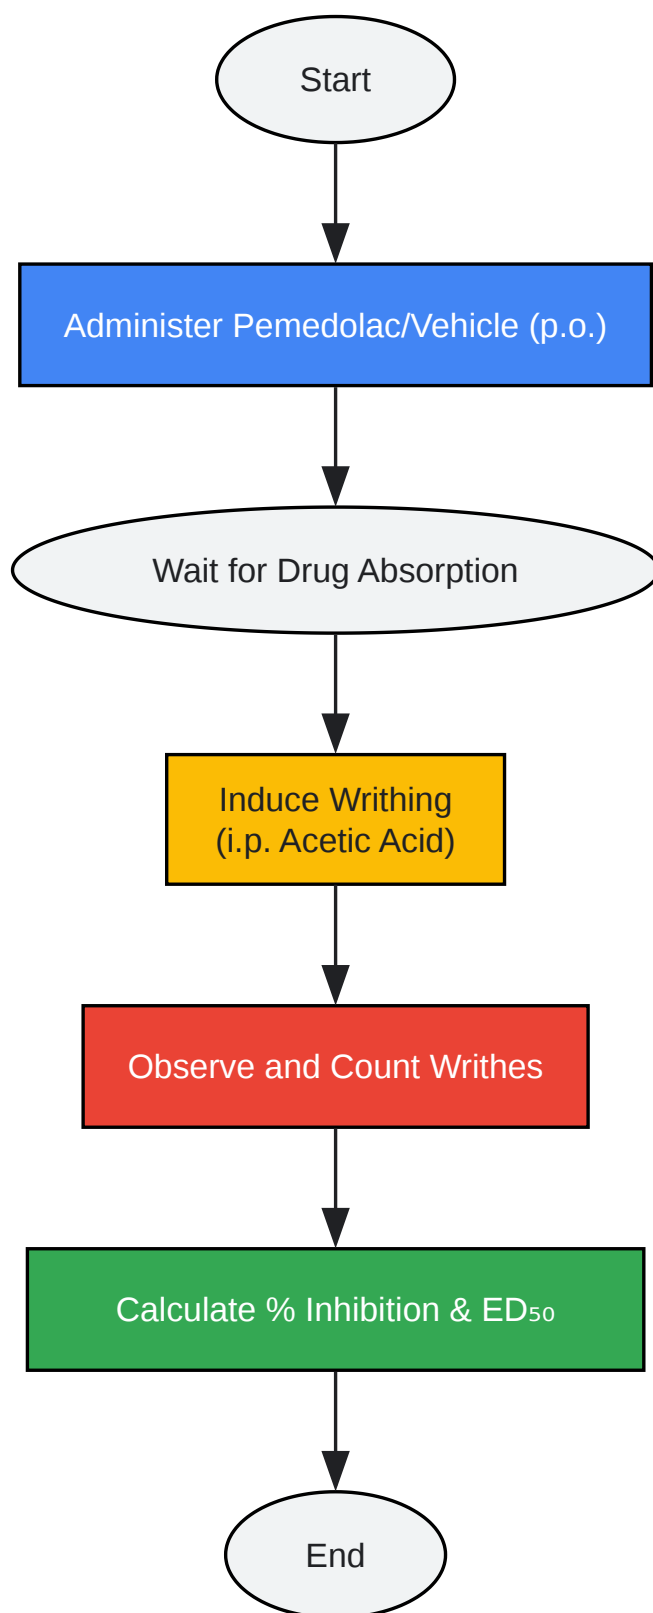 Start
Administer Pemedolac/Vehicle (p.o.)
Wait for Drug Absorption
Induce Writhing
(i.p. Acetic Acid)
Observe and Count Writhes
Calculate % Inhibition & ED₅₀
End